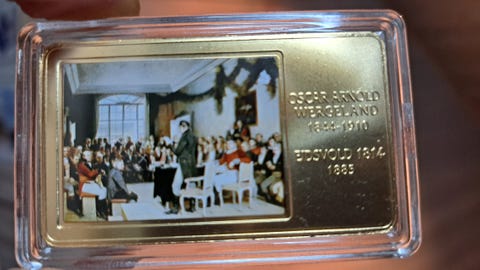 OSCAR ARNOLD
WERGELAND
1844-1910
EIDSVOLD 1814
1885